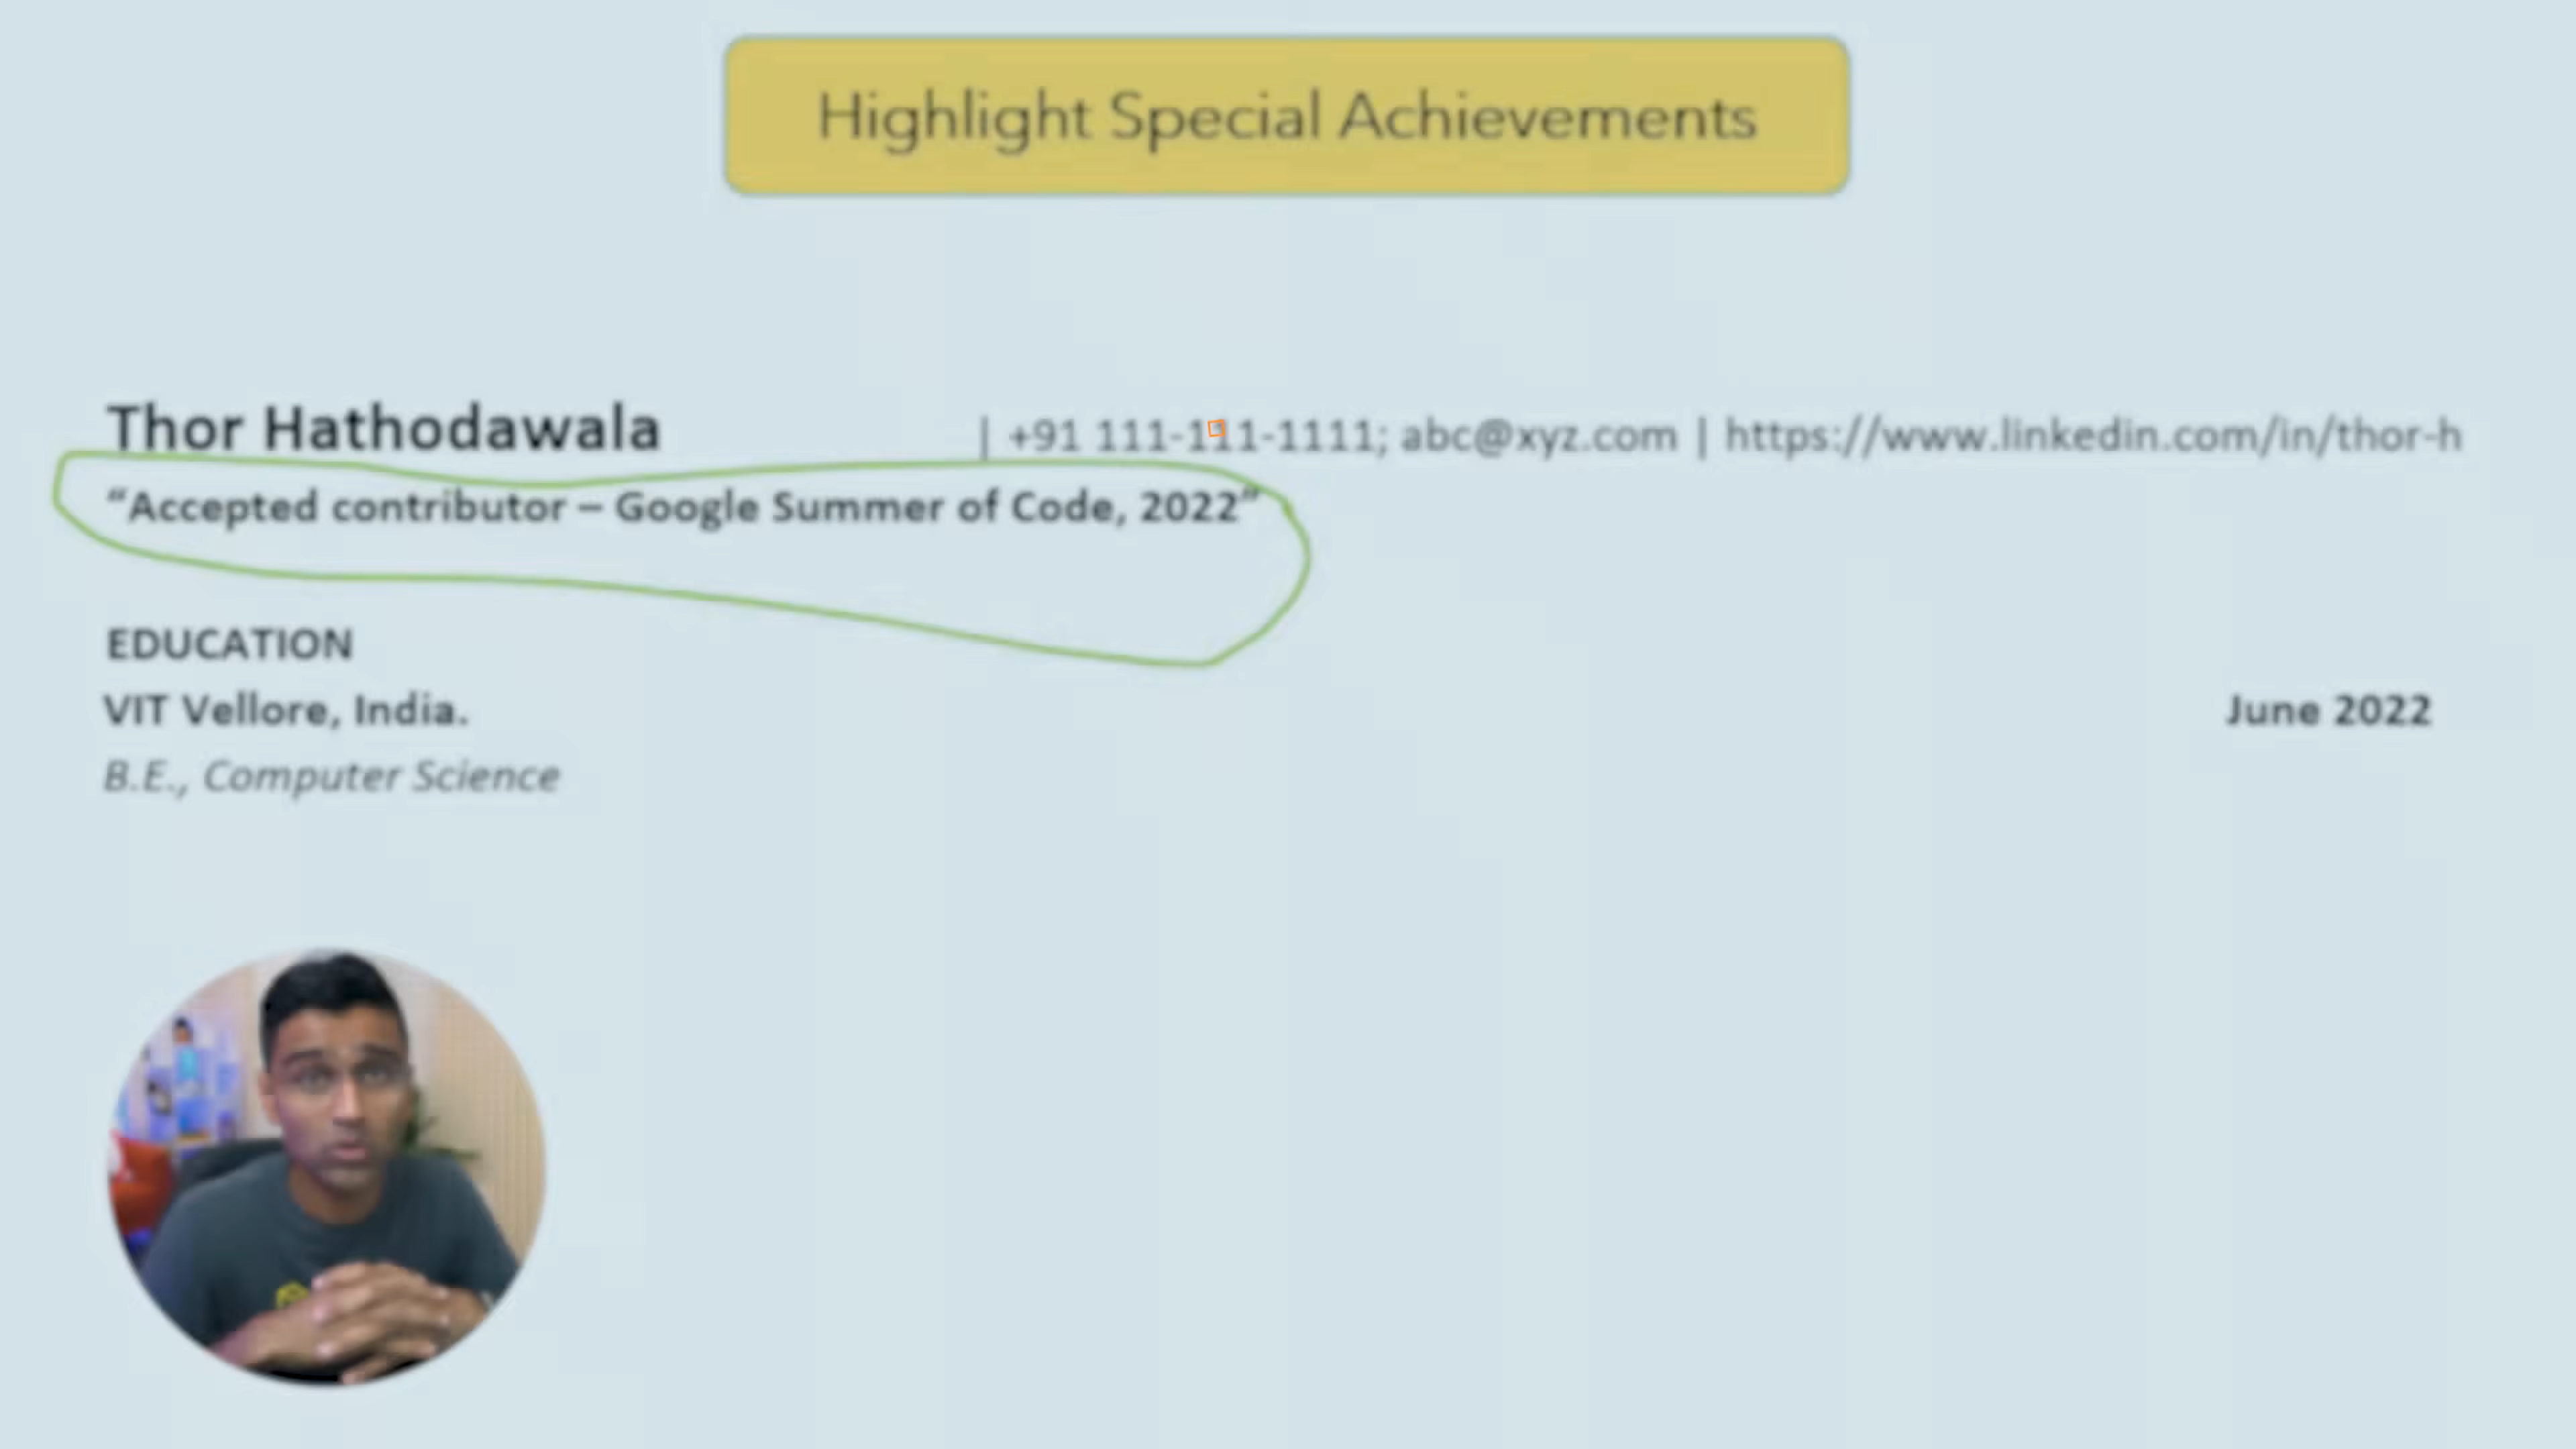 Highlight Special Achievements
Thor Hathodawala | +91 111-111-1111; abc@xyz.com | https://www.linkedin.com/in/thor-h
“Accepted contributor – Google Summer of Code, 2022”
EDUCATION
VIT Vellore, India. June 2022
B.E., Computer Science